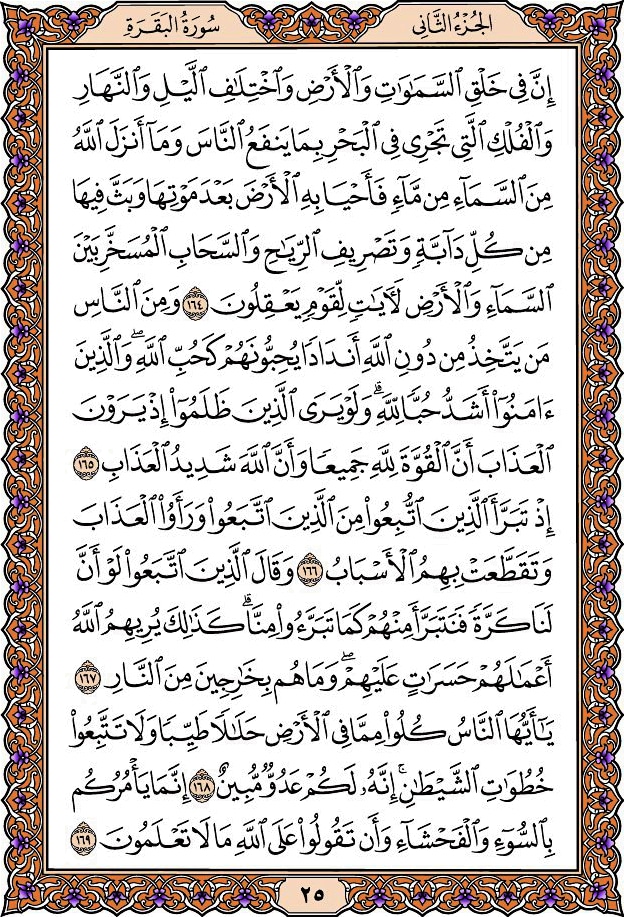 الجُزْءُ الثَّانِي
سُورَةُ البَقَرَةِ
إِنَّ فِى خَلْقِ ٱلسَّمَـٰوَٰتِ وَٱلْأَرْضِ وَٱخْتِلَـٰفِ ٱلَّيْلِ وَٱلنَّهَارِ
وَٱلْفُلْكِ ٱلَّتِى تَجْرِى فِى ٱلْبَحْرِ بِمَا يَنفَعُ ٱلنَّاسَ وَمَآ أَنزَلَ ٱللَّهُ
مِنَ ٱلسَّمَآءِ مِن مَّآءٍ فَأَحْيَا بِهِ ٱلْأَرْضَ بَعْدَ مَوْتِهَا وَبَثَّ فِيهَا
مِن كُلِّ دَآبَّةٍ وَتَصْرِيفِ ٱلرِّيَـٰحِ وَٱلسَّحَابِ ٱلْمُسَخَّرِ بَيْنَ
ٱلسَّمَآءِ وَٱلْأَرْضِ لَـَٔايَـٰتٍ لِّقَوْمٍ يَعْقِلُونَ ١٦٤ وَمِنَ ٱلنَّاسِ
مَن يَتَّخِذُ مِن دُونِ ٱللَّهِ أَندَادًا يُحِبُّونَهُمْ كَحُبِّ ٱللَّهِ ۖ وَٱلَّذِينَ
ءَامَنُوٓا۟ أَشَدُّ حُبًّا لِّلَّهِ ۗ وَلَوْ يَرَى ٱلَّذِينَ ظَلَمُوٓا۟ إِذْ يَرَوْنَ
ٱلْعَذَابَ أَنَّ ٱلْقُوَّةَ لِلَّهِ جَمِيعًا وَأَنَّ ٱللَّهَ شَدِيدُ ٱلْعَذَابِ ١٦٥
إِذْ تَبَرَّأَ ٱلَّذِينَ ٱتُّبِعُوا۟ مِنَ ٱلَّذِينَ ٱتَّبَعُوا۟ وَرَأَوُا۟ ٱلْعَذَابَ
وَتَقَطَّعَتْ بِهِمُ ٱلْأَسْبَابُ ١٦٦ وَقَالَ ٱلَّذِينَ ٱتَّبَعُوا۟ لَوْ أَنَّ
لَنَا كَرَّةً فَنَتَبَرَّأَ مِنْهُمْ كَمَا تَبَرَّءُوا۟ مِنَّا ۗ كَذَٰلِكَ يُرِيهِمُ ٱللَّهُ
أَعْمَـٰلَهُمْ حَسَرَٰتٍ عَلَيْهِمْ ۖ وَمَا هُم بِخَـٰرِجِينَ مِنَ ٱلنَّارِ ١٦٧
يَـٰٓأَيُّهَا ٱلنَّاسُ كُلُوا۟ مِمَّا فِى ٱلْأَرْضِ حَلَـٰلًا طَيِّبًا وَلَا تَتَّبِعُوا۟
خُطُوَٰتِ ٱلشَّيْطَـٰنِ ۚ إِنَّهُۥ لَكُمْ عَدُوٌّ مُّبِينٌ ١٦٨ إِنَّمَا يَأْمُرُكُم
بِٱلسُّوٓءِ وَٱلْفَحْشَآءِ وَأَن تَقُولُوا۟ عَلَى ٱللَّهِ مَا لَا تَعْلَمُونَ ١٦٩
٢٥